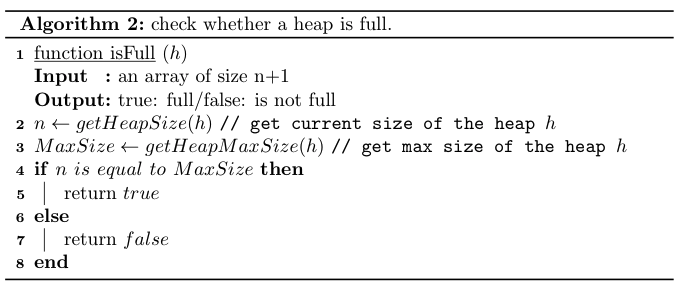 Algorithm 2: check whether a heap is full.
1 function isFull (h)
Input : an array of size n+1
Output: true: full/false: is not full
2 n ← getHeapSize(h) // get current size of the heap h
3 MaxSize ← getHeapMaxSize(h) // get max size of the heap h
4 if n is equal to MaxSize then
5 return true
6 else
7 return false
8 end